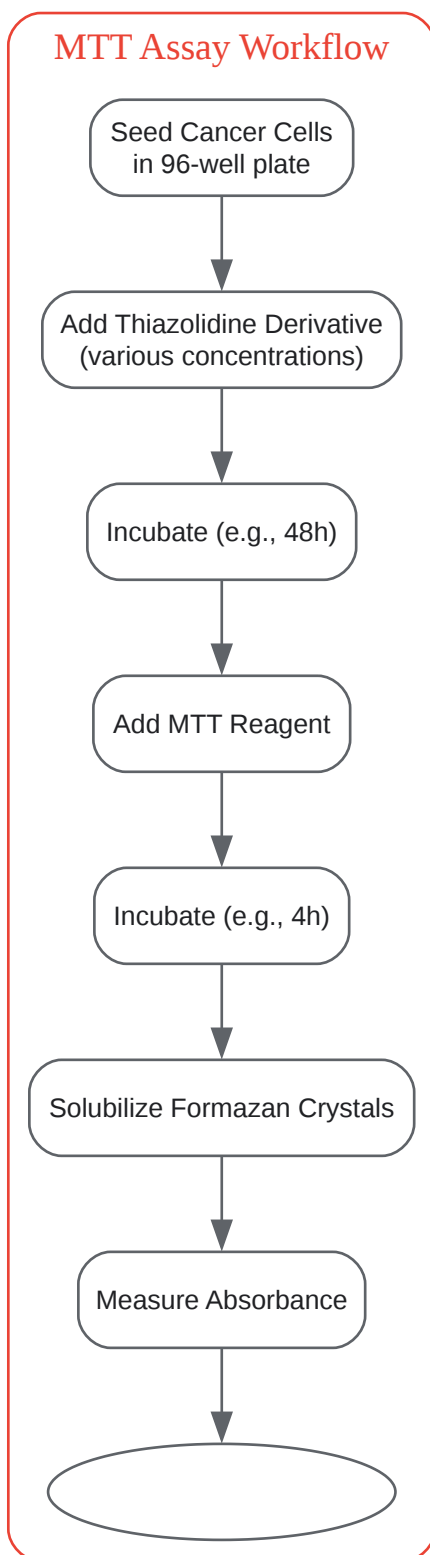 MTT Assay Workflow
Seed Cancer Cells
in 96-well plate
Add Thiazolidine Derivative
(various concentrations)
Incubate (e.g., 48h)
Add MTT Reagent
Incubate (e.g., 4h)
Solubilize Formazan Crystals
Measure Absorbance